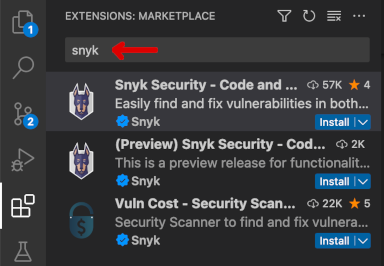 EXTENSIONS: MARKETPLACE
1
snyk
2
Snyk Security - Code and ... 57K 4
Easily find and fix vulnerabilities in both...
Snyk Install
(Preview) Snyk Security - Cod... 2K
This is a preview release for functionalit...
Snyk Install
Vuln Cost - Security Scan... 22K 5
Security Scanner to find and fix vulnera...
Snyk Install